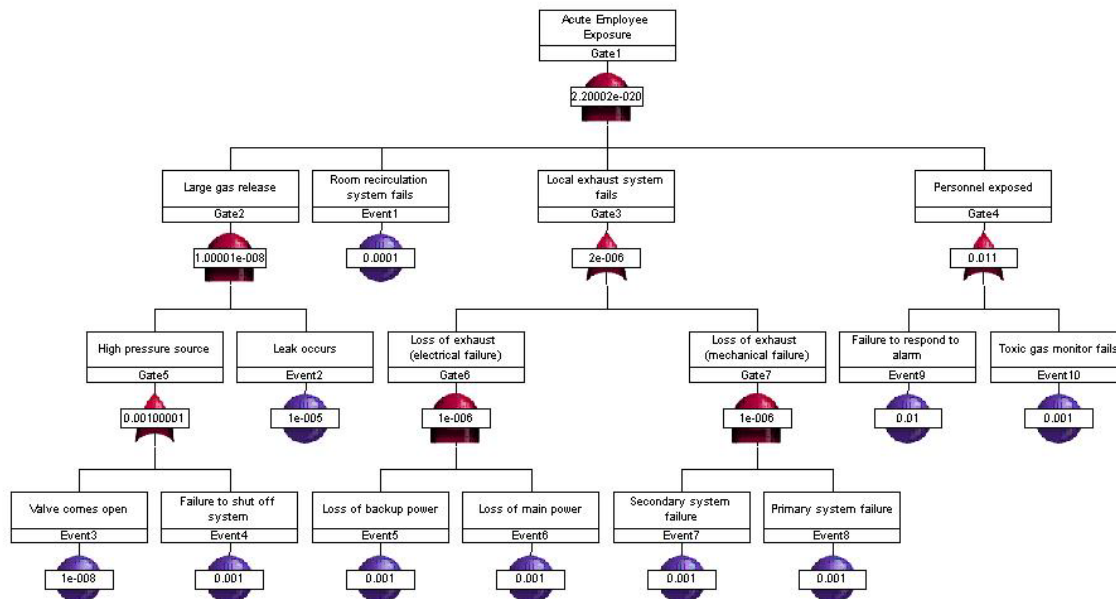 Acute Employee
Exposure
Gate1
2.20002e-020
Large gas release
Gate2
1.00001e-008
Room recirculation
system fails
Event1
0.0001
Local exhaust system
fails
Gate3
2e-006
Personnel exposed
Gate4
0.011
High pressure source
Gate5
0.00100001
Leak occurs
Event2
1e-005
Loss of exhaust
(electrical failure)
Gate6
1e-006
Loss of exhaust
(mechanical failure)
Gate7
1e-006
Failure to respond to
alarm
Event9
0.01
Toxic gas monitor fails
Event10
0.001
Valve comes open
Event3
1e-008
Failure to shut off
system
Event4
0.001
Loss of backup power
Event5
0.001
Loss of main power
Event6
0.001
Secondary system
failure
Event7
0.001
Primary system failure
Event8
0.001